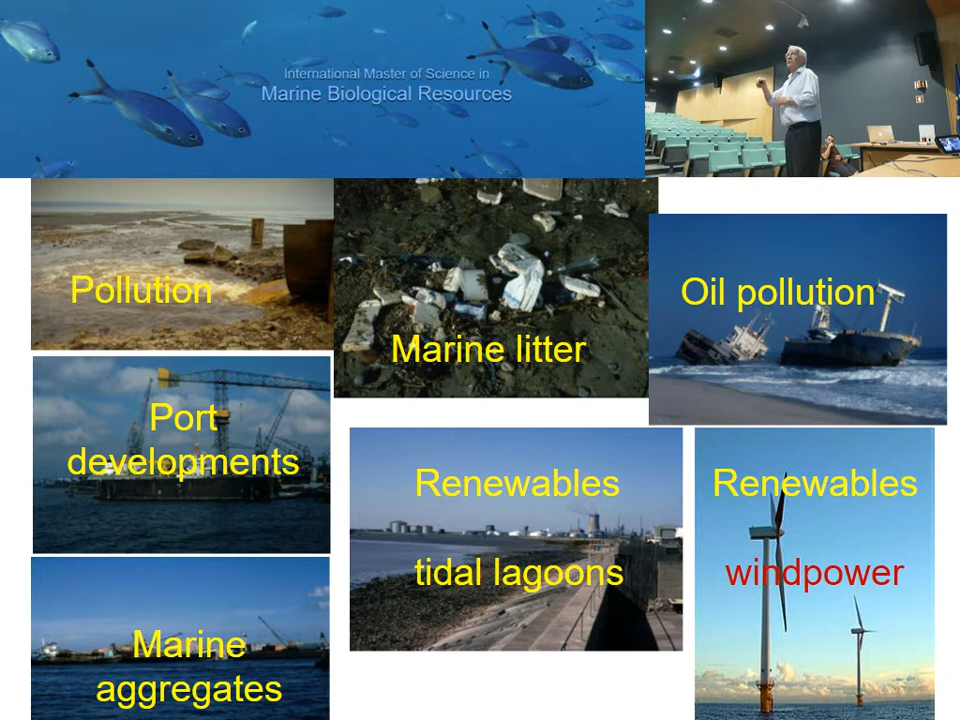 International Master of Science in
Marine Biological Resources
Pollution
Marine litter
Oil pollution
Port
developments
Renewables
tidal lagoons
Renewables
windpower
Marine
aggregates